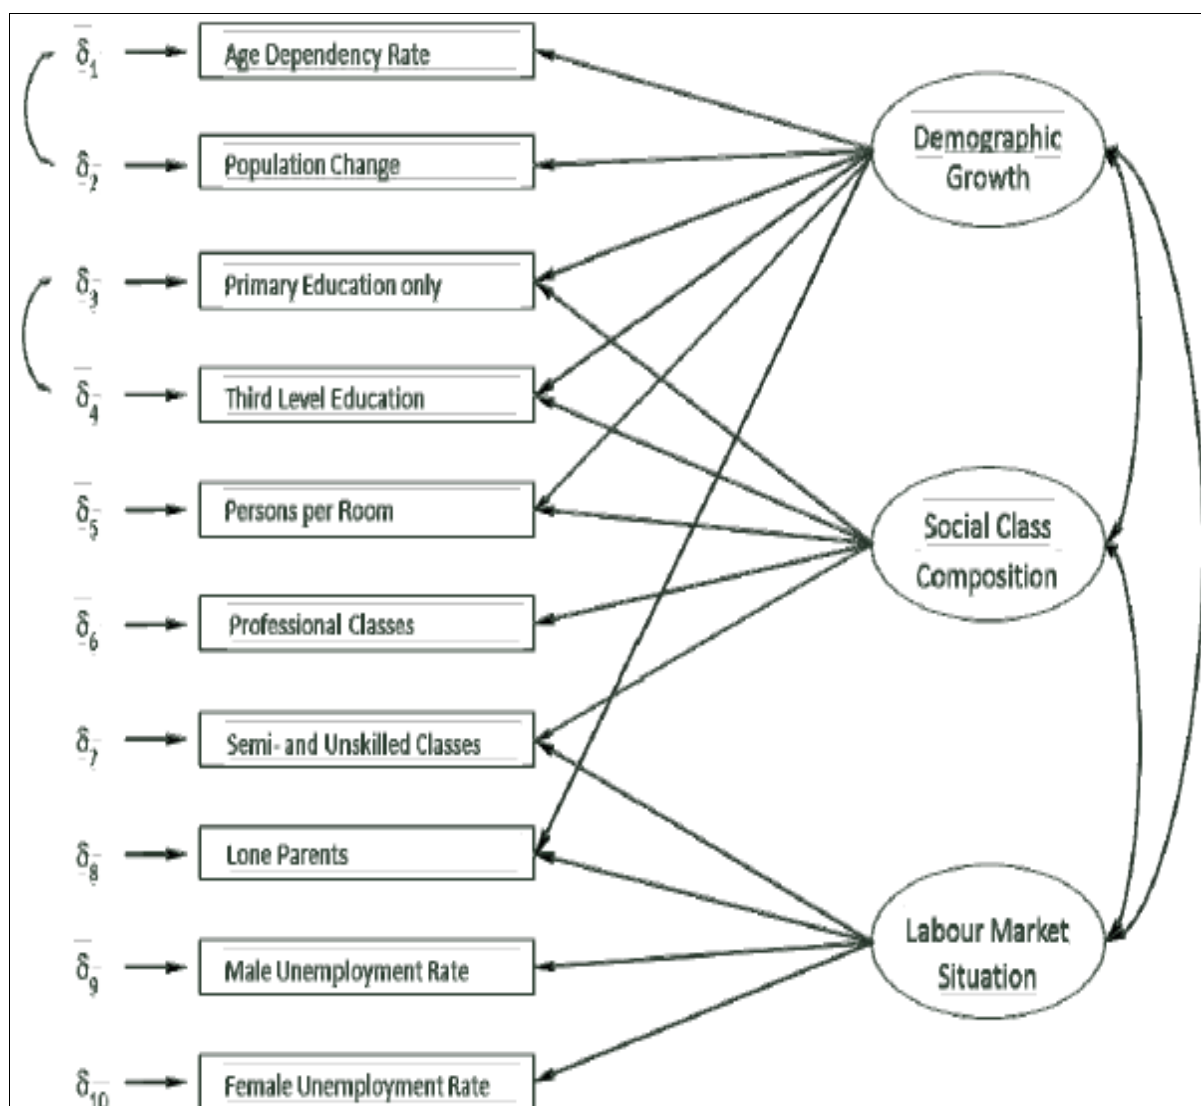 δ1
Age Dependency Rate
δ2
Population Change
δ3
Primary Education only
δ4
Third Level Education
δ5
Persons per Room
δ6
Professional Classes
δ7
Semi- and Unskilled Classes
δ8
Lone Parents
δ9
Male Unemployment Rate
δ10
Female Unemployment Rate
Demographic
Growth
Social Class
Composition
Labour Market
Situation